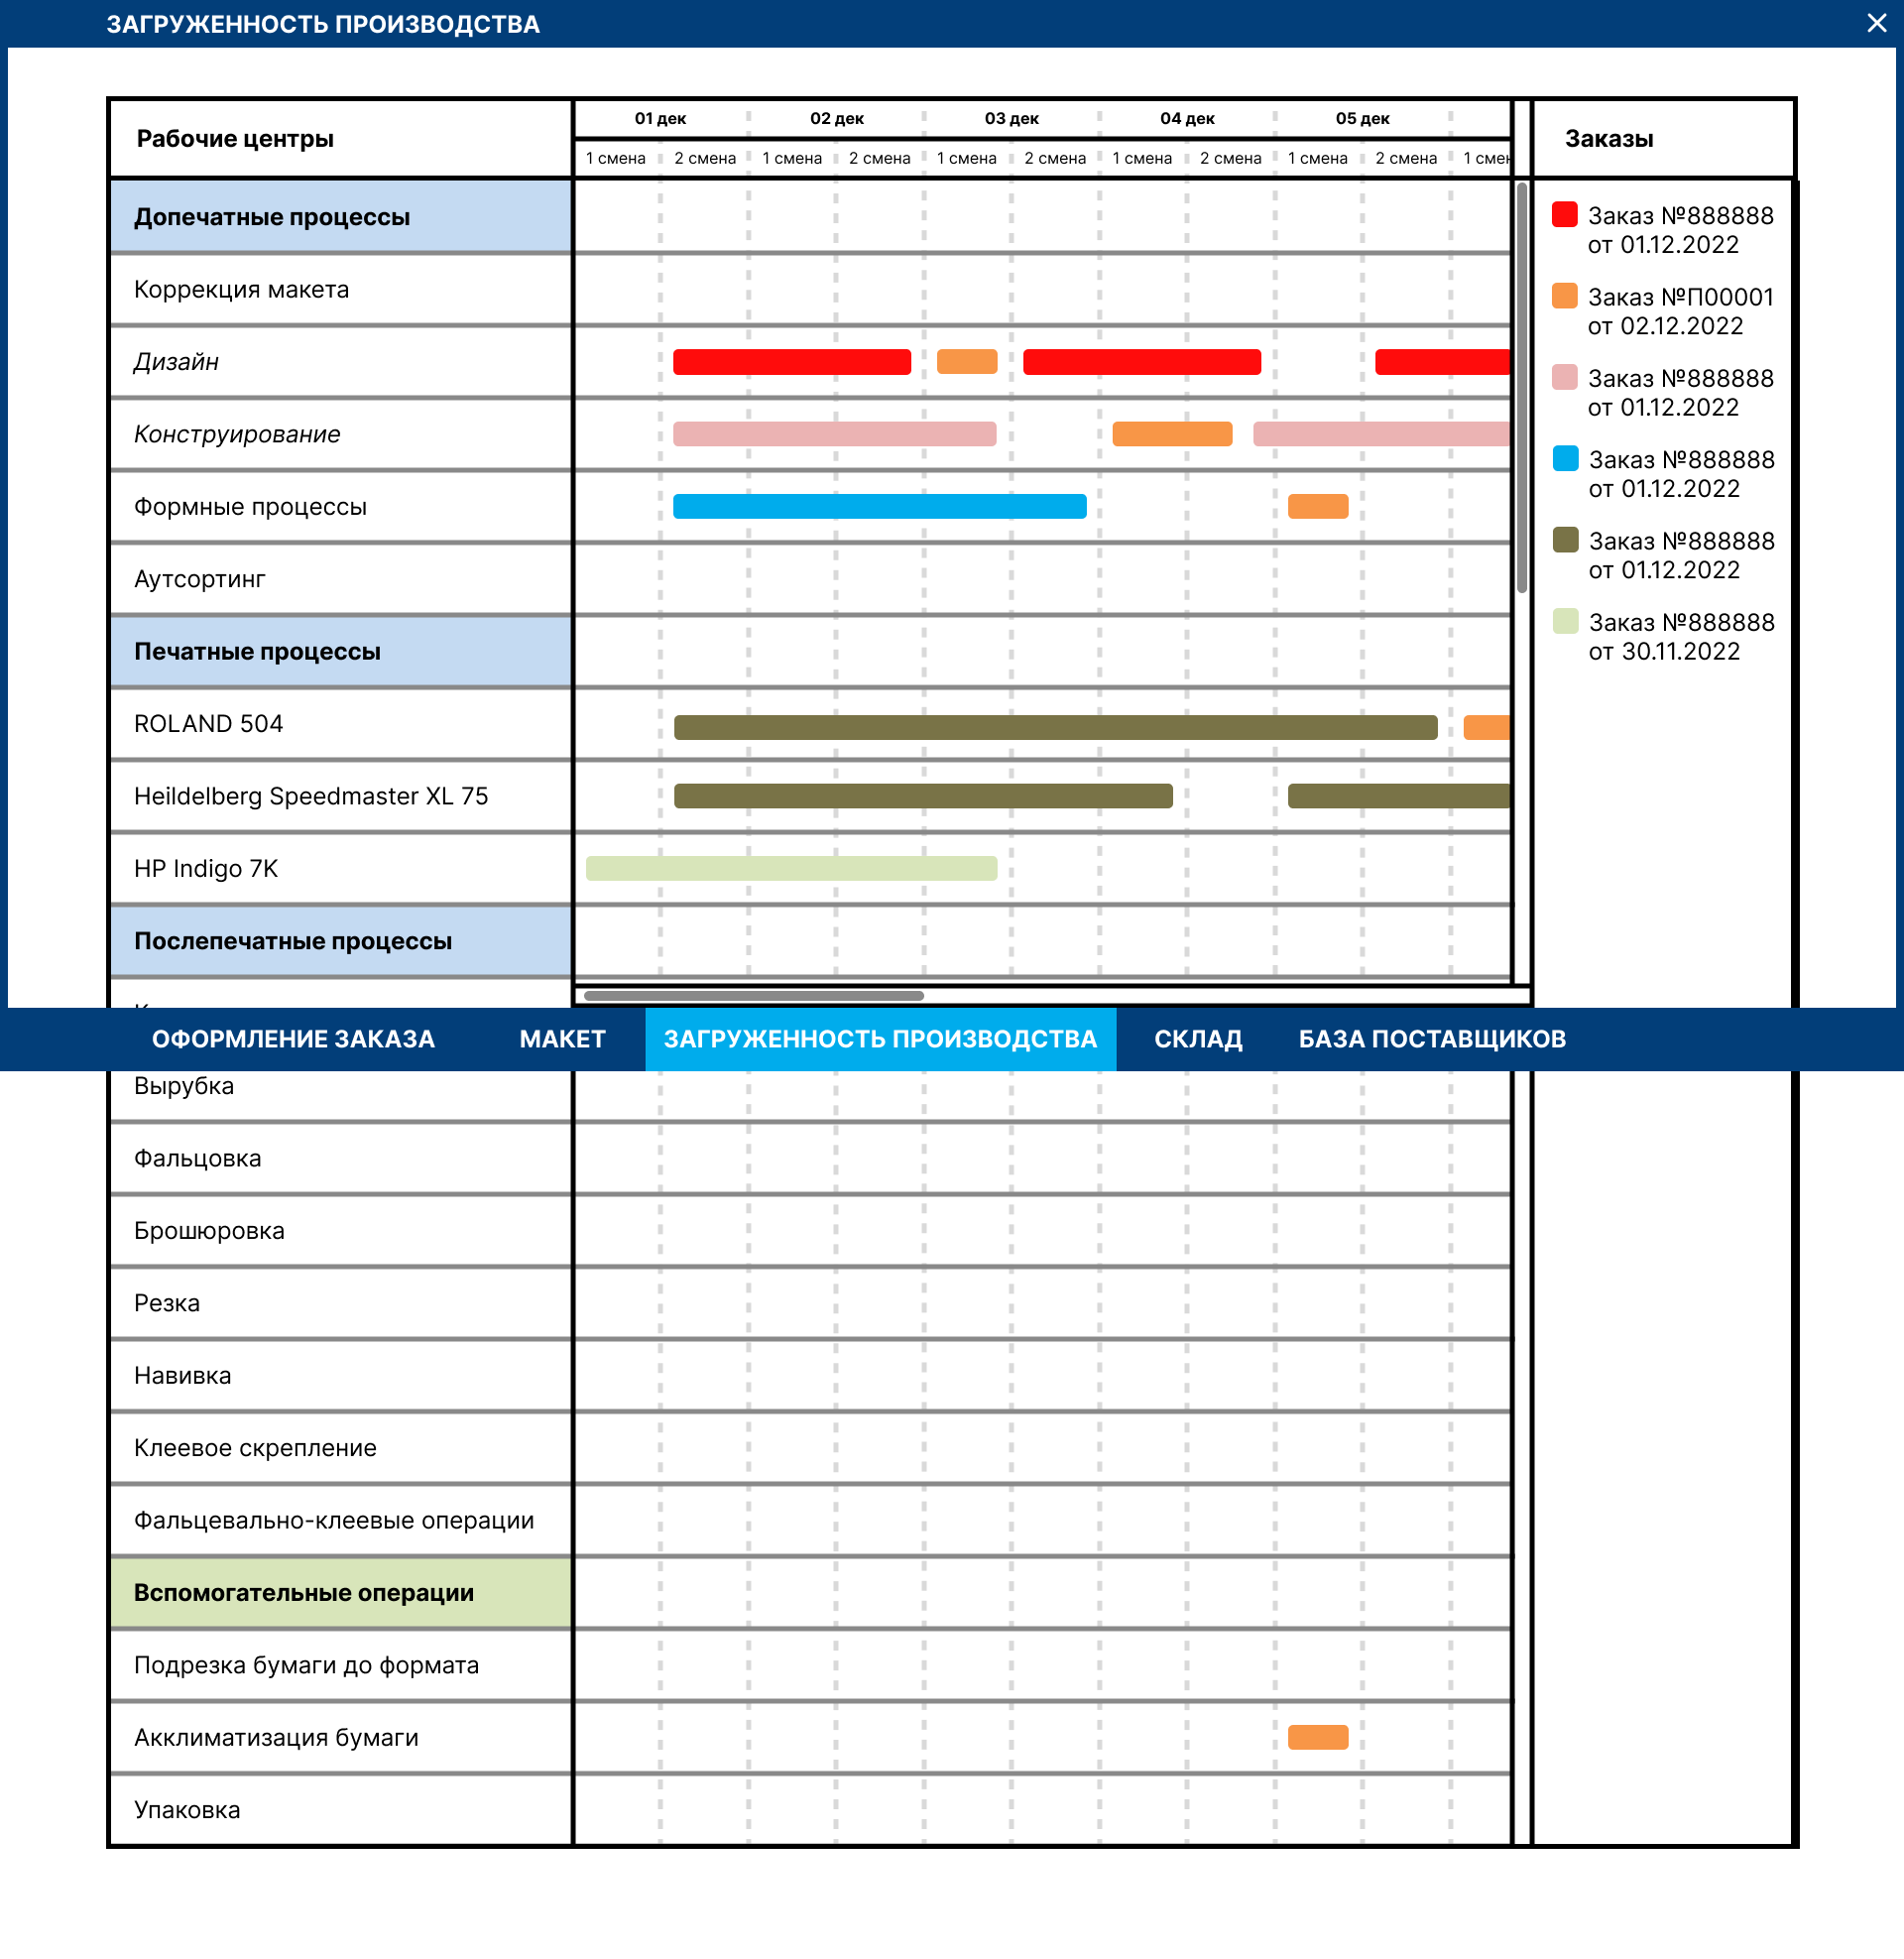 ЗАГРУЖЕННОСТЬ ПРОИЗВОДСТВА
Рабочие центры
01 дек 02 дек 03 дек 04 дек 05 дек
1 смена 2 смена 1 смена 2 смена 1 смена 2 смена 1 смена 2 смена 1 смена 2 смена 1 смен
Заказы
Допечатные процессы
Коррекция макета
Дизайн
Конструирование
Формные процессы
Аутсортинг
Печатные процессы
ROLAND 504
Heildelberg Speedmaster XL 75
HP Indigo 7K
Послепечатные процессы
Заказ №888888
от 01.12.2022
Заказ №П00001
от 02.12.2022
Заказ №888888
от 01.12.2022
Заказ №888888
от 01.12.2022
Заказ №888888
от 01.12.2022
Заказ №888888
от 30.11.2022
ОФОРМЛЕНИЕ ЗАКАЗА МАКЕТ ЗАГРУЖЕННОСТЬ ПРОИЗВОДСТВА СКЛАД БАЗА ПОСТАВЩИКОВ
Вырубка
Фальцовка
Брошюровка
Резка
Навивка
Клеевое скрепление
Фальцевально-клеевые операции
Вспомогательные операции
Подрезка бумаги до формата
Акклиматизация бумаги
Упаковка